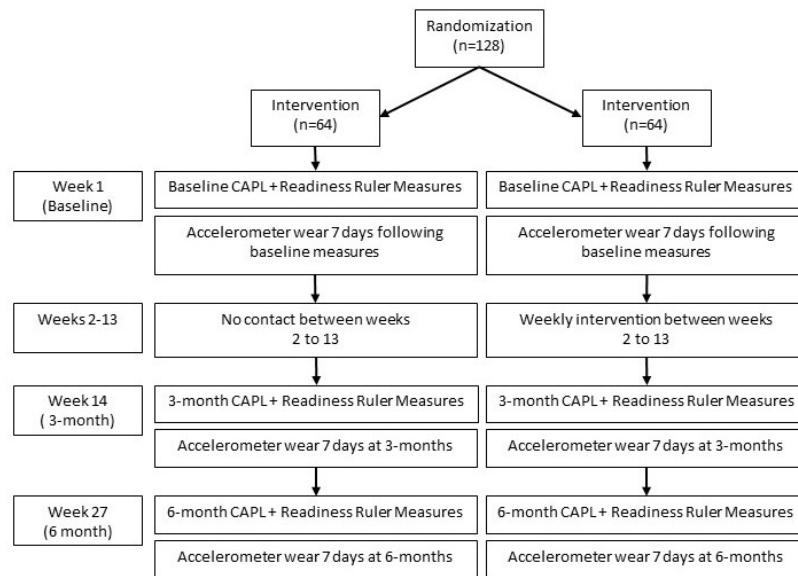 Randomization
(n=128)
Intervention
(n=64)
Intervention
(n=64)
Week 1
(Baseline)
Baseline CAPL + Readiness Ruler Measures
Baseline CAPL + Readiness Ruler Measures
Accelerometer wear 7 days following
baseline measures
Accelerometer wear 7 days following
baseline measures
Weeks 2-13
No contact between weeks
2 to 13
Weekly intervention between weeks
2 to 13
Week 14
( 3-month)
3-month CAPL + Readiness Ruler Measures
3-month CAPL + Readiness Ruler Measures
Accelerometer wear 7 days at 3-months
Accelerometer wear 7 days at 3-months
Week 27
(6 month)
6-month CAPL + Readiness Ruler Measures
6-month CAPL + Readiness Ruler Measures
Accelerometer wear 7 days at 6-months
Accelerometer wear 7 days at 6-months